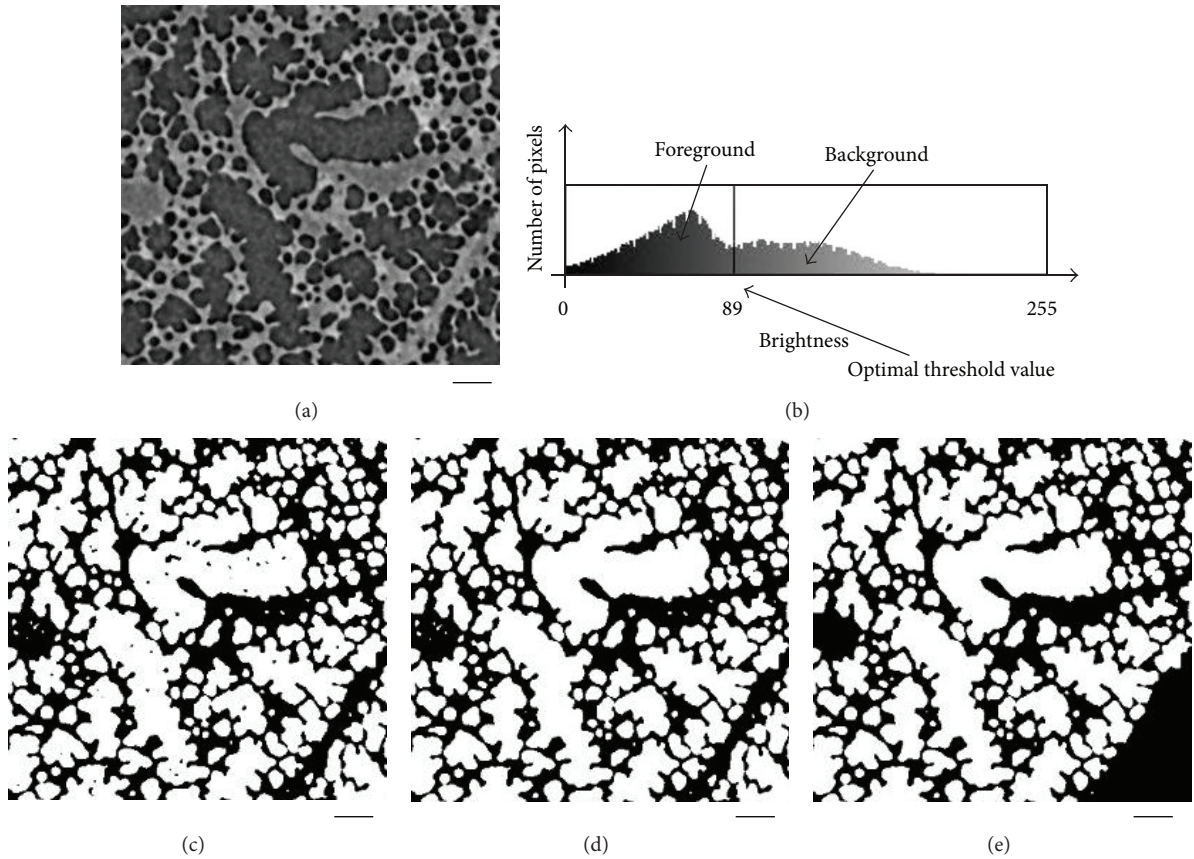 Number of pixels
Foreground
Background
0
89
255
Brightness
Optimal threshold value
(a)
(b)
(c)
(d)
(e)